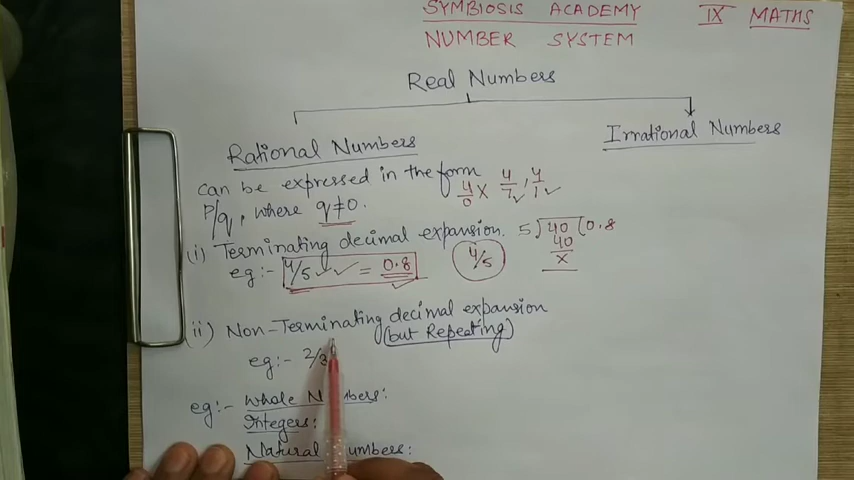 SYMBIOSIS ACADEMY IX MATHS
NUMBER SYSTEM
Real Numbers
Rational Numbers
Irrational Numbers
can be expressed in the form
P/q, where q≠0.
4/0 X 4/7 ✓, 4/1 ✓
(i) Terminating decimal expansion.
5)40(0.8
40
x
eg:- 4/5 ✓✓ = 0.8
4/5
(ii) Non-Terminating decimal expansion
(but Repeating)
eg:- 2/3
eg:- Whole Numbers:
Integers:
Natural Numbers: